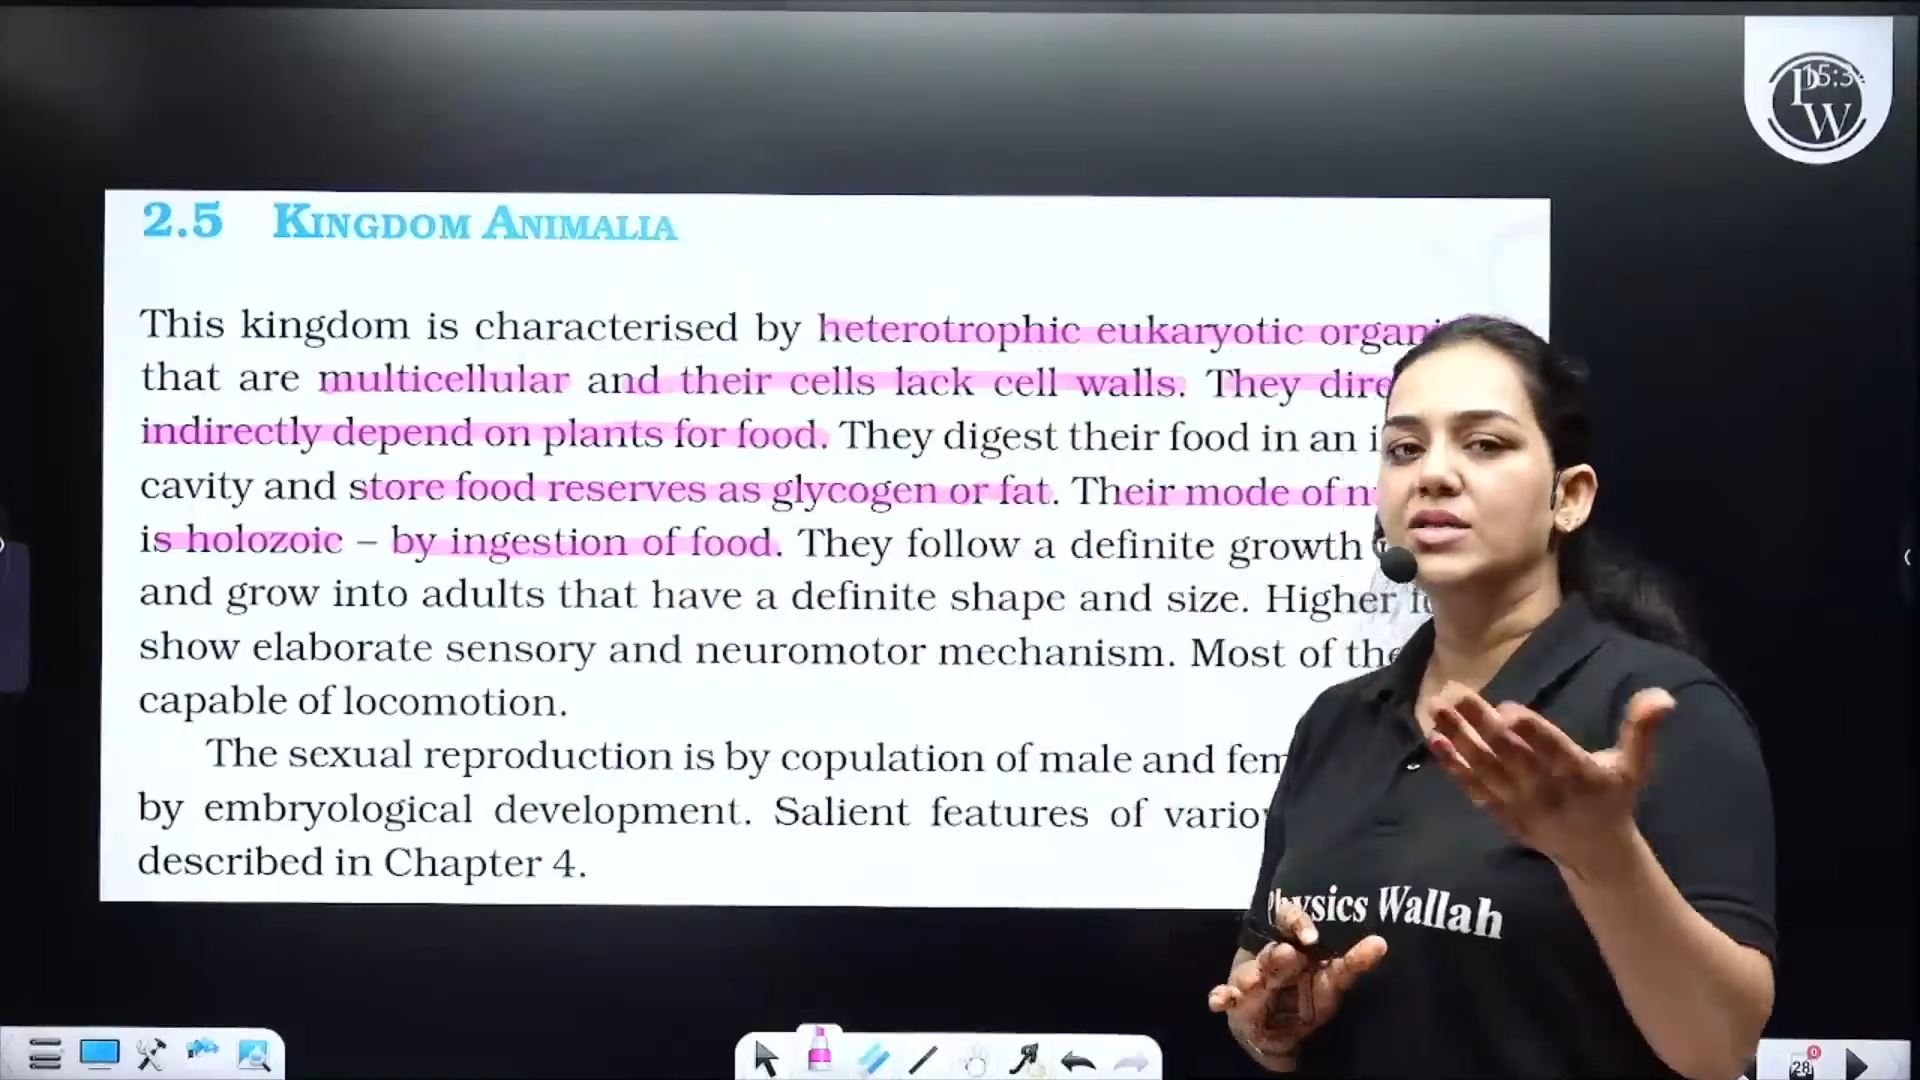 15:3
PW
2.5 KINGDOM ANIMALIA
This kingdom is characterised by heterotrophic eukaryotic
that are multicellular and their cells lack cell walls. They
indirectly depend on plants for food. They digest their food in an
cavity and store food reserves as glycogen or fat. Their mode of
is holozoic – by ingestion of food. They follow a definite growth
and grow into adults that have a definite shape and size. Higher
show elaborate sensory and neuromotor mechanism. Most of
capable of locomotion.
The sexual reproduction is by copulation of male and
by embryological development. Salient features of
described in Chapter 4.
Physics Wallah
28
0